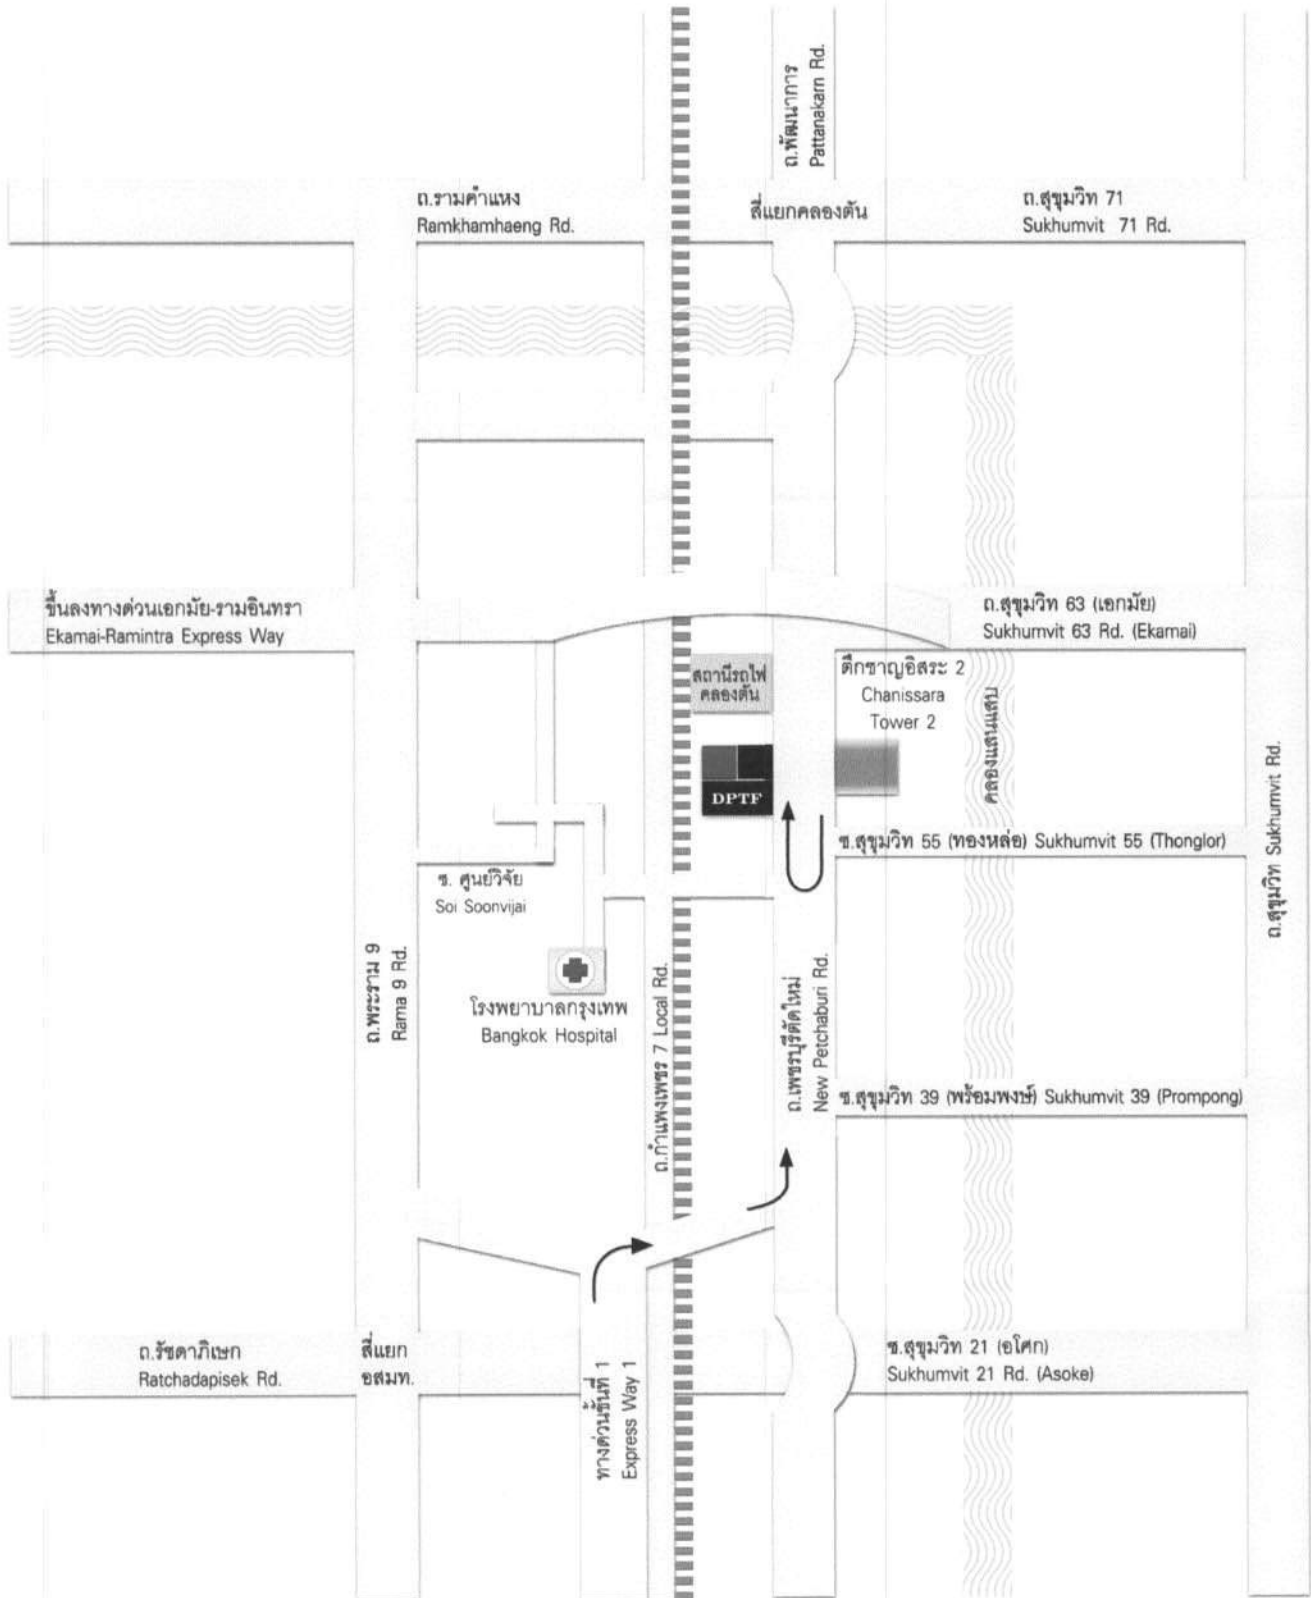 ถ.พัฒนาการ
Pattanakarn Rd.
ถ.รามคำแหง
Ramkhamhaeng Rd.
สี่แยกคลองตัน
ถ.สุขุมวิท 71
Sukhumvit 71 Rd.
ขึ้นลงทางด่วนเอกมัย-รามอินทรา
Ekamai-Ramintra Express Way
ถ.สุขุมวิท 63 (เอกมัย)
Sukhumvit 63 Rd. (Ekamai)
สถานีรถไฟ
คลองตัน
ตึกชาญอิสระ 2
Chanissara
Tower 2
คลองแสนแสบ
DPTF
ถ.สุขุมวิท Sukhumvit Rd.
ซ.สุขุมวิท 55 (ทองหล่อ) Sukhumvit 55 (Thonglor)
ซ. ศูนย์วิจัย
Soi Soonvijai
ถ.พระราม 9
Rama 9 Rd.
โรงพยาบาลกรุงเทพ
Bangkok Hospital
ถ.กำแพงเพชร 7 Local Rd.
ถ.เพชรบุรีตัดใหม่
New Petchaburi Rd.
ซ.สุขุมวิท 39 (พร้อมพงษ์) Sukhumvit 39 (Prompong)
ถ.รัชดาภิเษก
Ratchadapisek Rd.
สี่แยก
อสมท.
ทางด่วนขั้นที่ 1
Express Way 1
ซ.สุขุมวิท 21 (อโศก)
Sukhumvit 21 Rd. (Asoke)